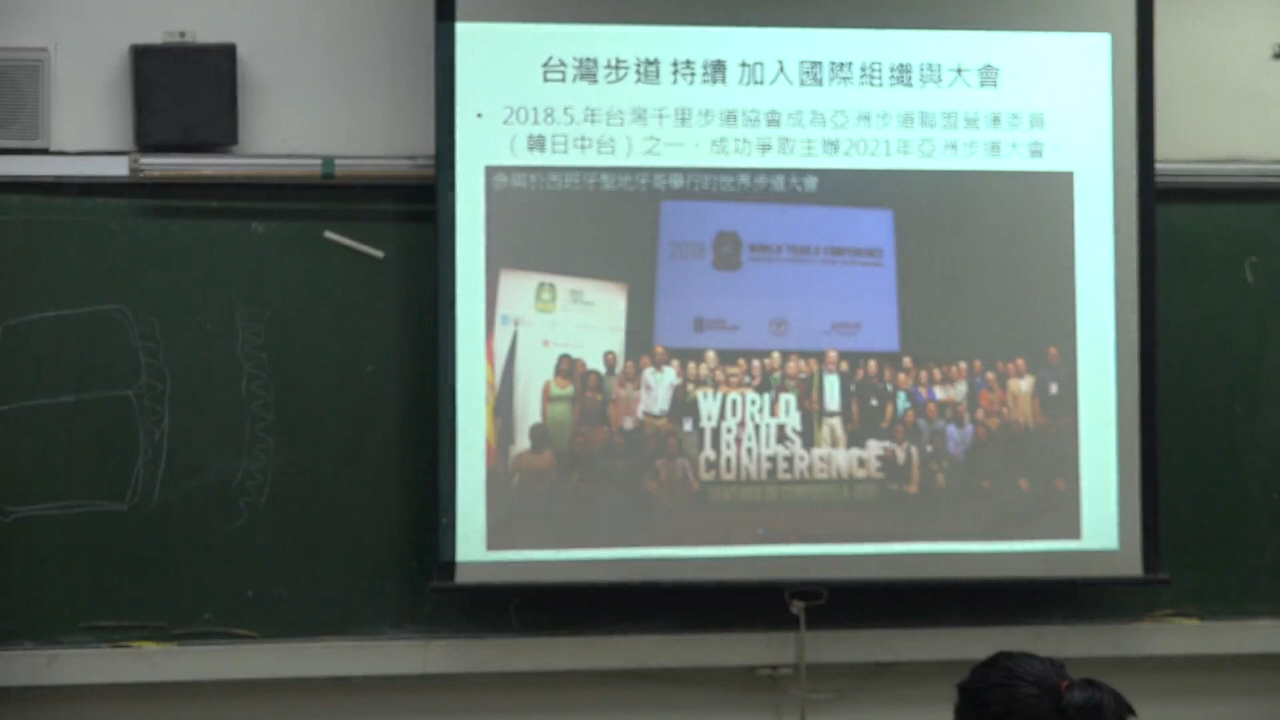 台灣步道 持續 加入國際組織與大會
• 2018.5.年台灣千里步道協會成為亞洲步道聯盟營運委員
（韓日中台）之一，成功爭取主辦2021年亞洲步道大會。
參與於西班牙聖地牙哥舉行的世界步道大會
2018 WORLD TRAILS CONFERENCE
WORLD
TRAILS
CONFERENCE